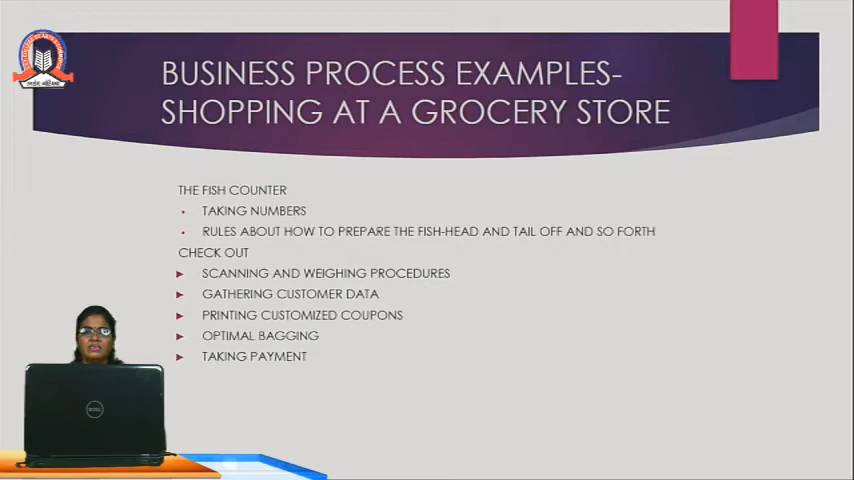 BUSINESS PROCESS EXAMPLES-
SHOPPING AT A GROCERY STORE
THE FISH COUNTER
TAKING NUMBERS
RULES ABOUT HOW TO PREPARE THE FISH-HEAD AND TAIL OFF AND SO FORTH
CHECK OUT
SCANNING AND WEIGHING PROCEDURES
GATHERING CUSTOMER DATA
PRINTING CUSTOMIZED COUPONS
OPTIMAL BAGGING
TAKING PAYMENT
DELL